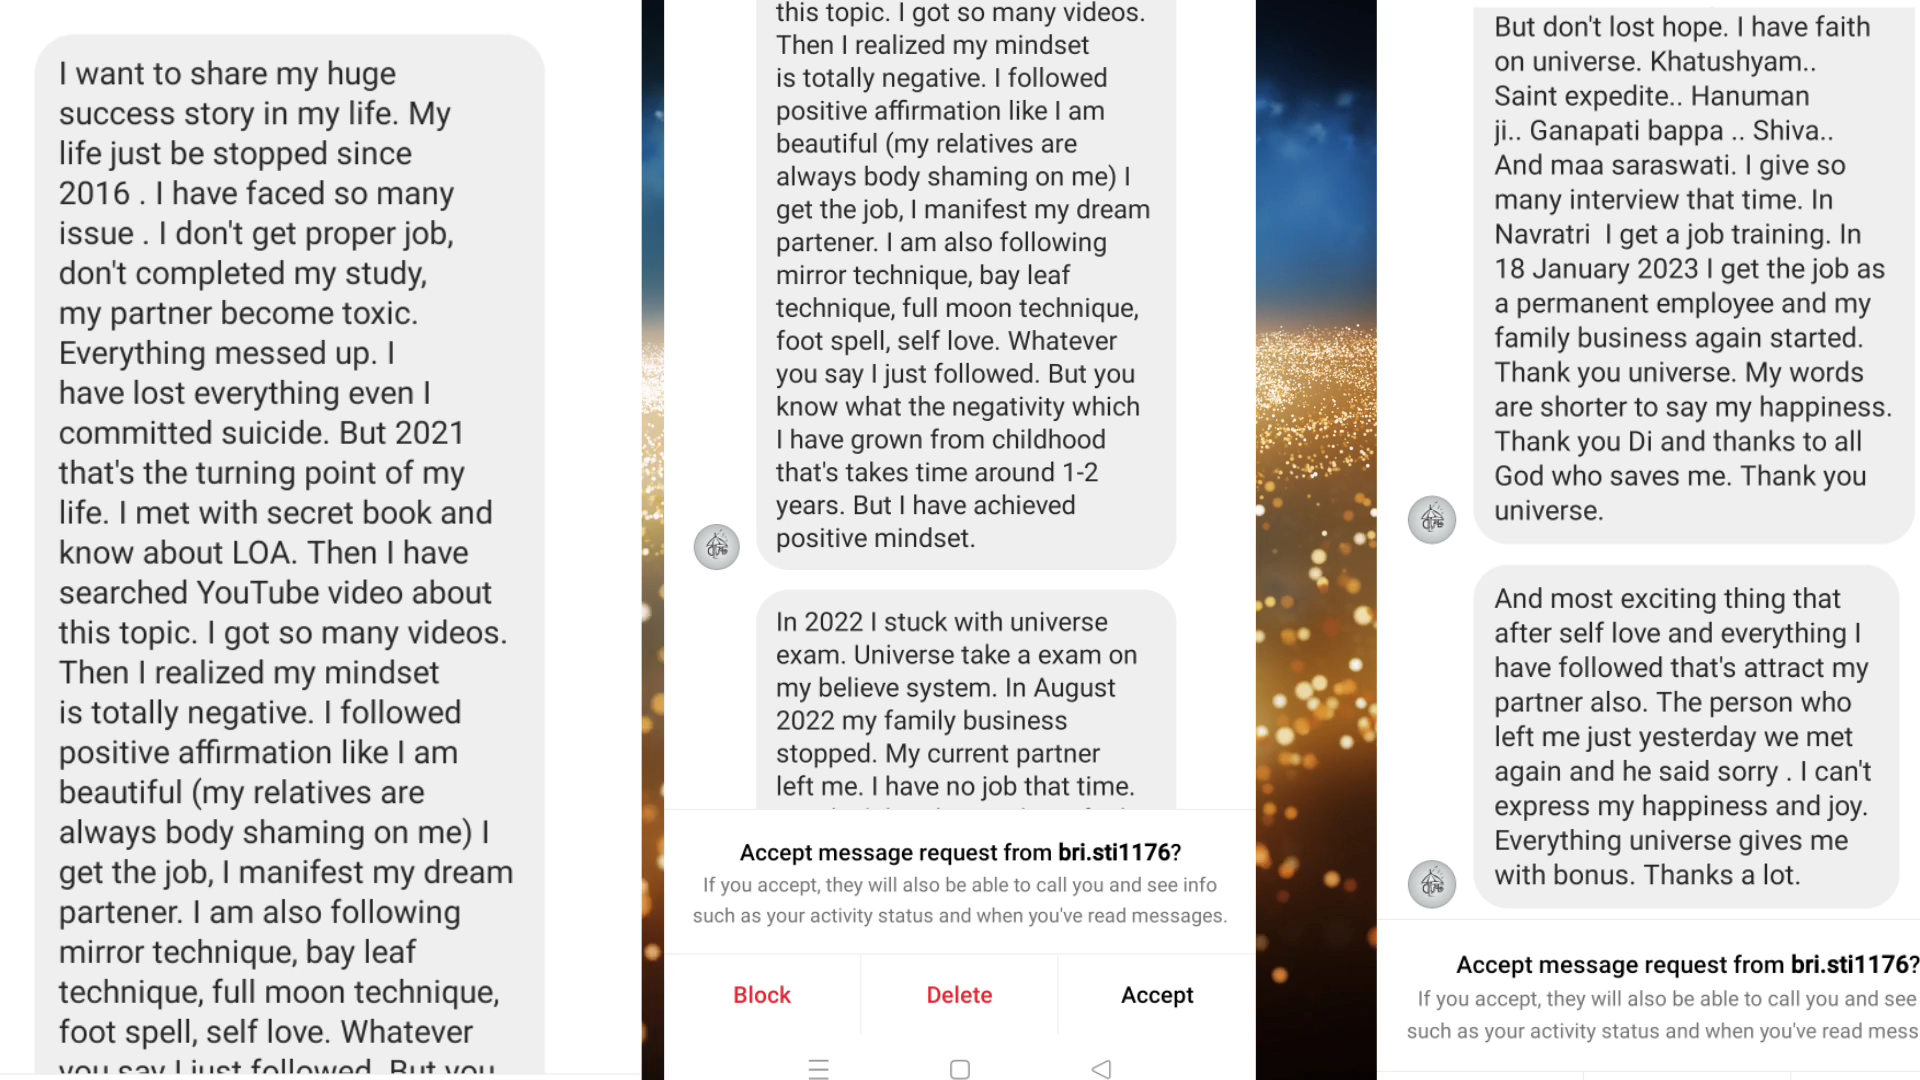 I want to share my huge
success story in my life. My
life just be stopped since
2016 . I have faced so many
issue . I don't get proper job,
don't completed my study,
my partner become toxic.
Everything messed up. I
have lost everything even I
committed suicide. But 2021
that's the turning point of my
life. I met with secret book and
know about LOA. Then I have
searched YouTube video about
this topic. I got so many videos.
Then I realized my mindset
is totally negative. I followed
positive affirmation like I am
beautiful (my relatives are
always body shaming on me) I
get the job, I manifest my dream
partener. I am also following
mirror technique, bay leaf
technique, full moon technique,
foot spell, self love. Whatever
you say I just followed. But you
this topic. I got so many videos.
Then I realized my mindset
is totally negative. I followed
positive affirmation like I am
beautiful (my relatives are
always body shaming on me) I
get the job, I manifest my dream
partener. I am also following
mirror technique, bay leaf
technique, full moon technique,
foot spell, self love. Whatever
you say I just followed. But you
know what the negativity which
I have grown from childhood
that's takes time around 1-2
years. But I have achieved
positive mindset.
In 2022 I stuck with universe
exam. Universe take a exam on
my believe system. In August
2022 my family business
stopped. My current partner
left me. I have no job that time.
Accept message request from bri.sti1176?
If you accept, they will also be able to call you and see info
such as your activity status and when you've read messages.
Block
Delete
Accept
But don't lost hope. I have faith
on universe. Khatushyam..
Saint expedite.. Hanuman
ji.. Ganapati bappa .. Shiva..
And maa saraswati. I give so
many interview that time. In
Navratri I get a job training. In
18 January 2023 I get the job as
a permanent employee and my
family business again started.
Thank you universe. My words
are shorter to say my happiness.
Thank you Di and thanks to all
God who saves me. Thank you
universe.
And most exciting thing that
after self love and everything I
have followed that's attract my
partner also. The person who
left me just yesterday we met
again and he said sorry . I can't
express my happiness and joy.
Everything universe gives me
with bonus. Thanks a lot.
Accept message request from bri.sti1176?
If you accept, they will also be able to call you and see
such as your activity status and when you've read mess